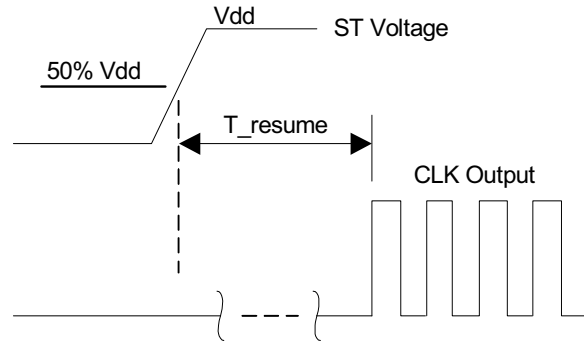 Vdd
ST Voltage
50% Vdd
T_resume
CLK Output